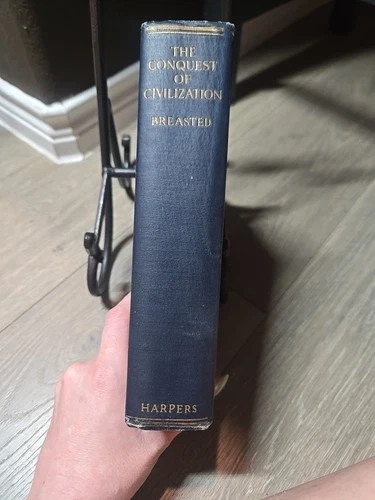 THE
CONQUEST
OF
CIVILIZATION
BREASTED
HARPERS